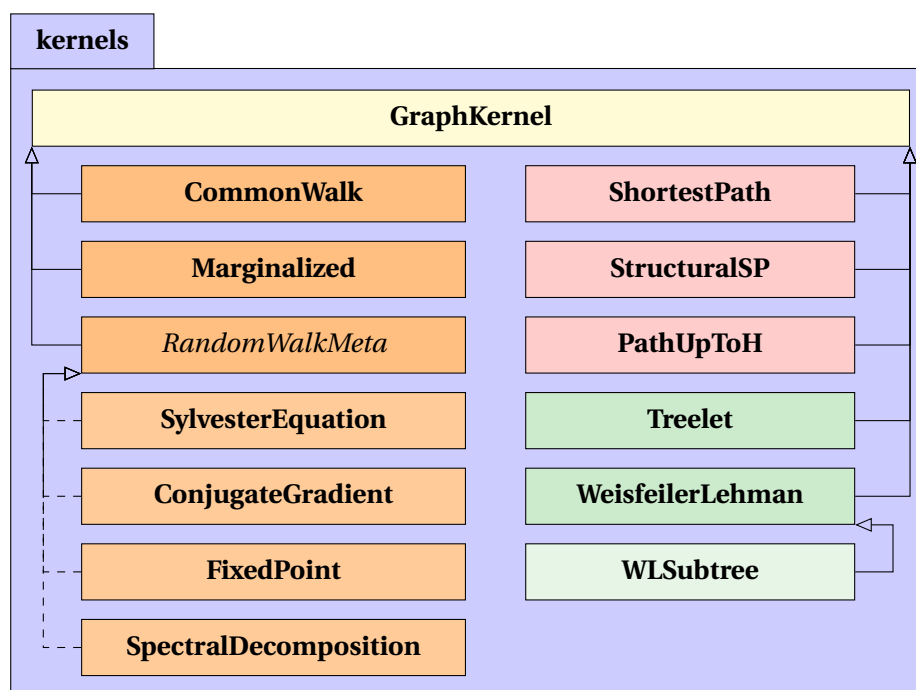 kernels
GraphKernel
CommonWalk
Marginalized
RandomWalkMeta
SylvesterEquation
ConjugateGradient
FixedPoint
SpectralDecomposition
ShortestPath
StructuralSP
PathUpToH
Treelet
WeisfeilerLehman
WLSubtree